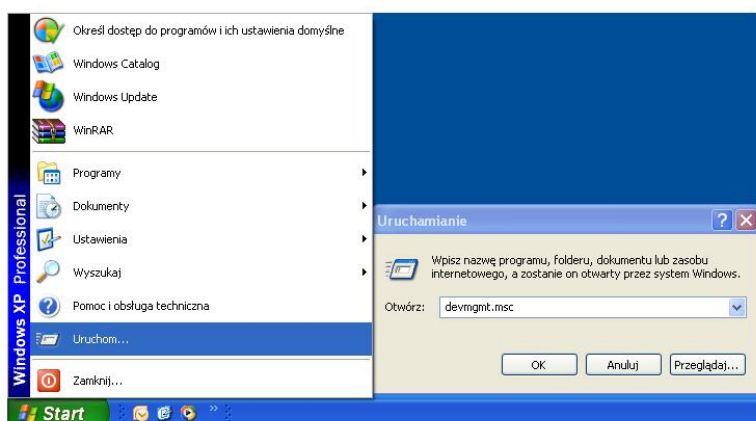 Określ dostęp do programów i ich ustawienia domyślne
Windows Catalog
Windows Update
WinRAR
Programy
Dokumenty
Ustawienia
Wyszukaj
Pomoc i obsługa techniczna
Uruchom...
Zamknij...
Windows XP Professional
Start
Uruchamianie
Wpisz nazwę programu, folderu, dokumentu lub zasobu
internetowego, a zostanie on otwarty przez system Windows.
Otwórz: devmgmt.msc
OK Anuluj Przeglądaj...